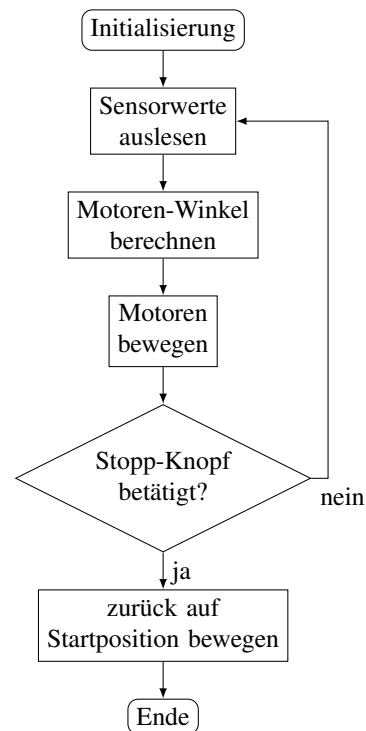 Initialisierung
Sensorwerte
auslesen
Motoren-Winkel
berechnen
Motoren
bewegen
Stopp-Knopf
betätigt?
nein
ja
zurück auf
Startposition bewegen
Ende